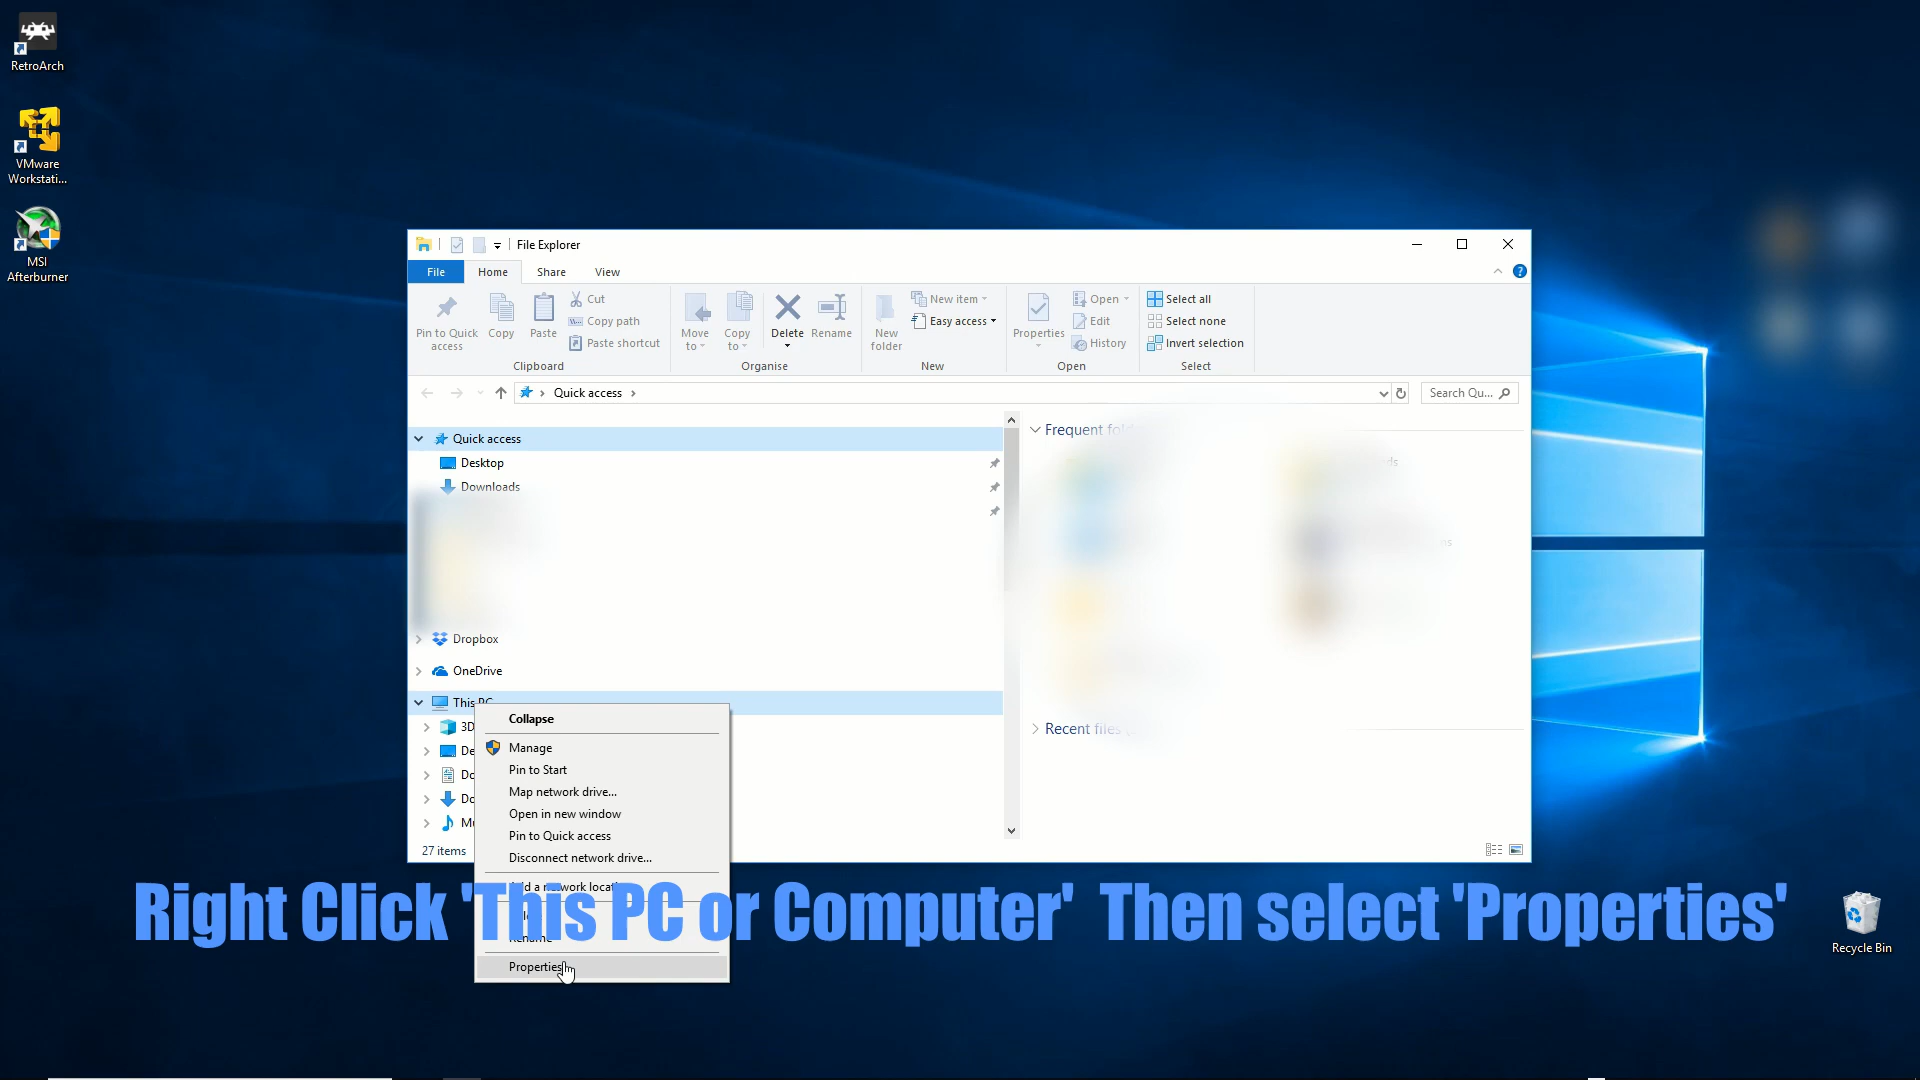 RetroArch
VMware
Workstati...
MSI
Afterburner
File Explorer
File Home Share View
Pin to Quick
access
Copy
Paste
Cut
Copy path
Paste shortcut
Clipboard
Move
to
Copy
to
Delete
Rename
Organise
New
folder
New item
Easy access
New
Properties
Open
Edit
History
Open
Select all
Select none
Invert selection
Select
Quick access
Search Qu...
Quick access
Desktop
Downloads
Dropbox
OneDrive
This PC
3D
De
Do
Do
Mu
27 items
Frequent
Recent files
Collapse
Manage
Pin to Start
Map network drive...
Open in new window
Pin to Quick access
Disconnect network drive...
Add a network locat
Rename
Properties
Right Click 'This PC or Computer' Then select 'Properties'
Recycle Bin